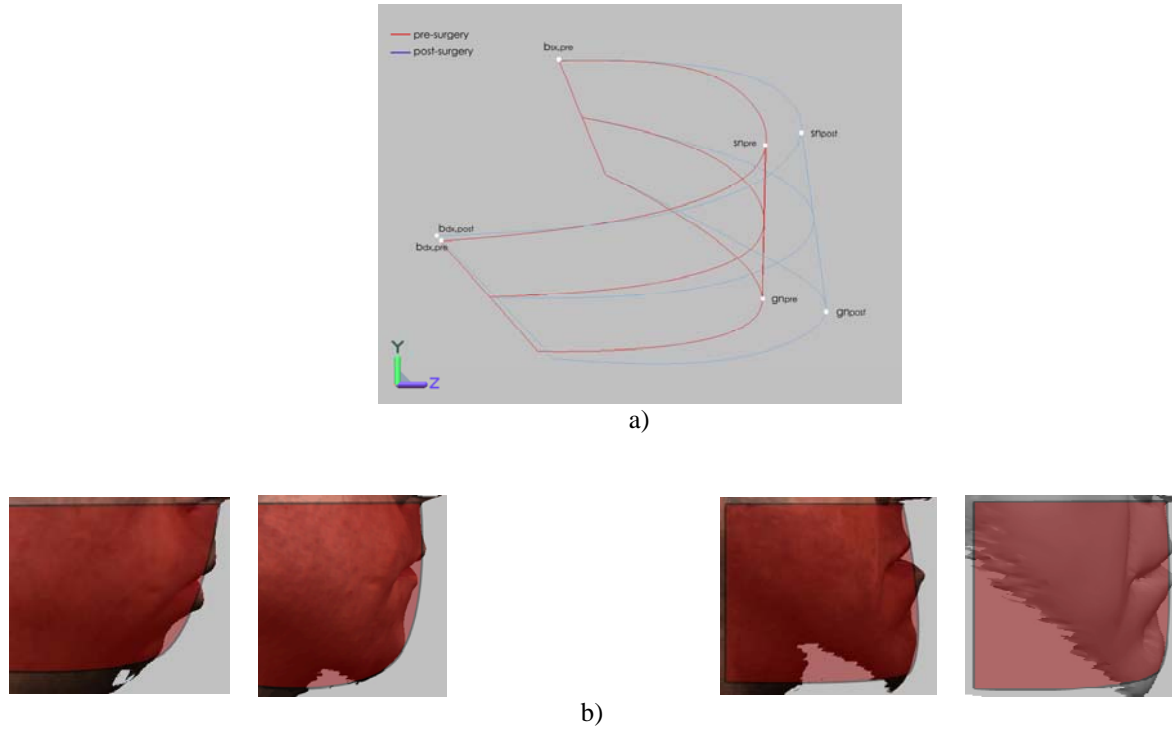 pre-surgery
post-surgery
bsx,pre
snpre
snpost
bdx,post
bdx,pre
gnpre
gnpost
Y
Z
a)
b)